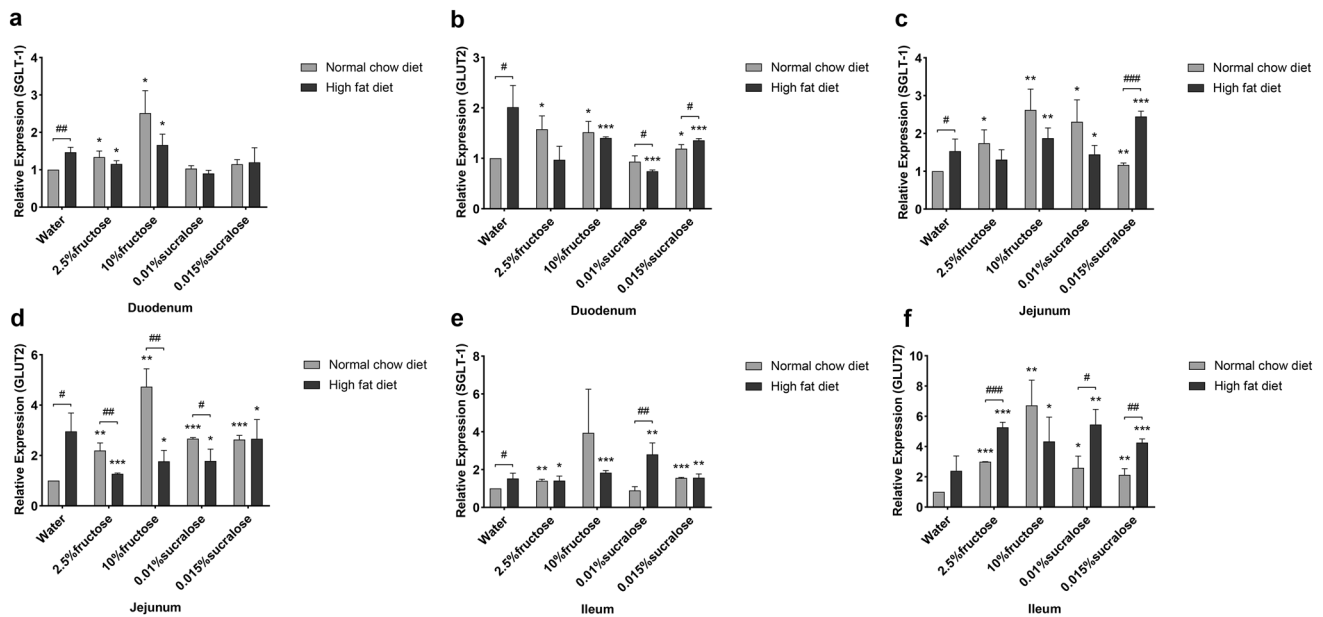 a
Relative Expression (SGLT-1)
4
3
2
1
0
##
*
*
*
*
Normal chow diet
High fat diet
Water
2.5%fructose
10%fructose
0.01%sucralose
0.015%sucralose
Duodenum
b
Relative Expression (GLUT2)
3
2
1
0
#
*
*
***
#
***
#
*
***
Normal chow diet
High fat diet
Water
2.5%fructose
10%fructose
0.01%sucralose
0.015%sucralose
Duodenum
c
Relative Expression (SGLT-1)
4
3
2
1
0
#
*
**
**
*
*
###
**
***
Normal chow diet
High fat diet
Water
2.5%fructose
10%fructose
0.01%sucralose
0.015%sucralose
Jejunum
d
Relative Expression (GLUT2)
6
4
2
0
#
##
**
***
##
**
*
#
***
*
***
*
Normal chow diet
High fat diet
Water
2.5%fructose
10%fructose
0.01%sucralose
0.015%sucralose
Jejunum
e
Relative Expression (SGLT-1)
8
6
4
2
0
#
**
*
***
##
**
***
**
Normal chow diet
High fat diet
Water
2.5%fructose
10%fructose
0.01%sucralose
0.015%sucralose
Ileum
f
Relative Expression (GLUT2)
10
8
6
4
2
0
###
***
***
**
*
#
*
**
##
**
***
Normal chow diet
High fat diet
Water
2.5%fructose
10%fructose
0.01%sucralose
0.015%sucralose
Ileum